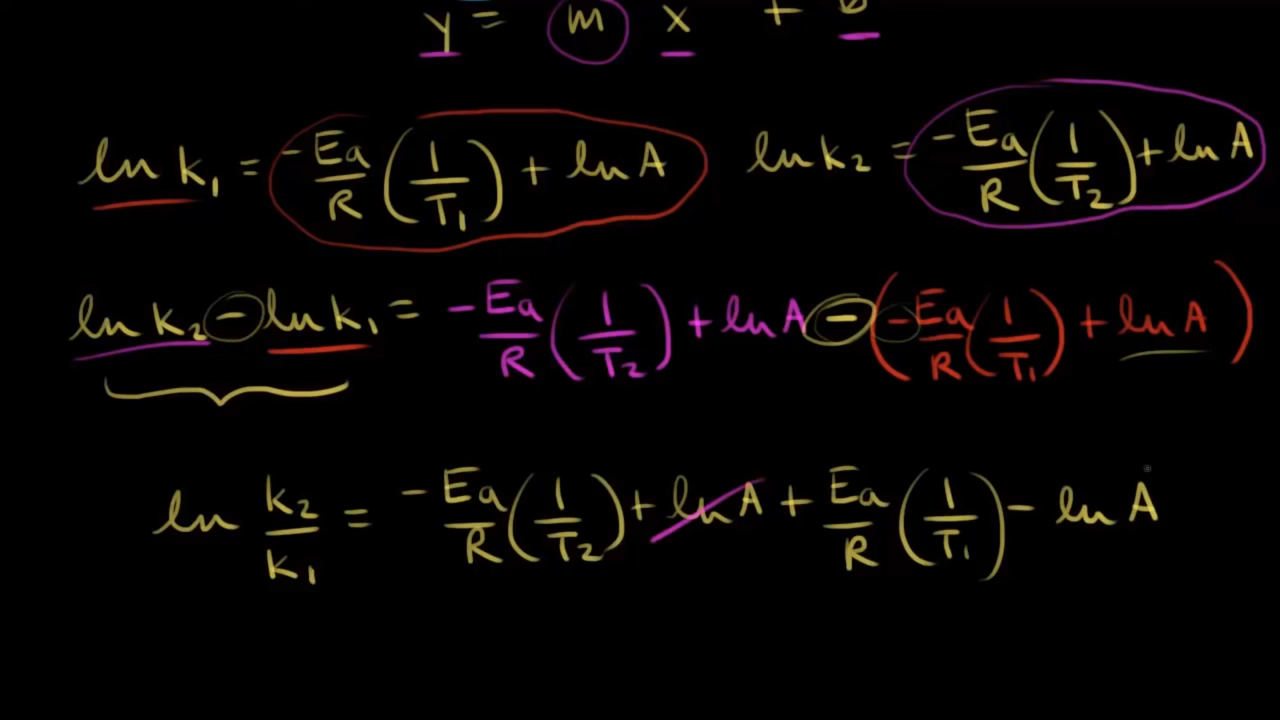 y = m x +
ln k₁ = -Ea/R (1/T₁) + ln A ln k₂ = -Ea/R (1/T₂) + ln A
ln k₂ - ln k₁ = -Ea/R (1/T₂) + ln A - (-Ea/R (1/T₁) + ln A)
ln k₂/k₁ = -Ea/R (1/T₂) + ln A + Ea/R (1/T₁) - ln A